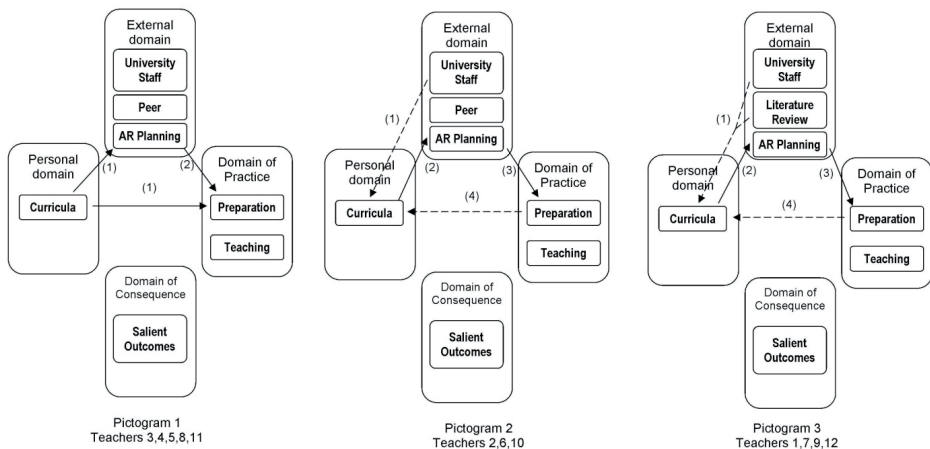 External
domain
University
Staff
Peer
AR Planning
(1)
(2)
Personal
domain
(1)
Domain of
Practice
Curricula
Preparation
Teaching
Domain of
Consequence
Salient
Outcomes
Pictogram 1
Teachers 3,4,5,8,11
External
domain
University
Staff
Peer
(1)
AR Planning
(2)
(3)
Personal
domain
Domain of
Practice
(4)
Curricula
Preparation
Teaching
Domain of
Consequence
Salient
Outcomes
Pictogram 2
Teachers 2,6,10
External
domain
University
Staff
Literature
Review
(1)
AR Planning
(2)
(3)
Personal
domain
Domain of
Practice
(4)
Curricula
Preparation
Teaching
Domain of
Consequence
Salient
Outcomes
Pictogram 3
Teachers 1,7,9,12